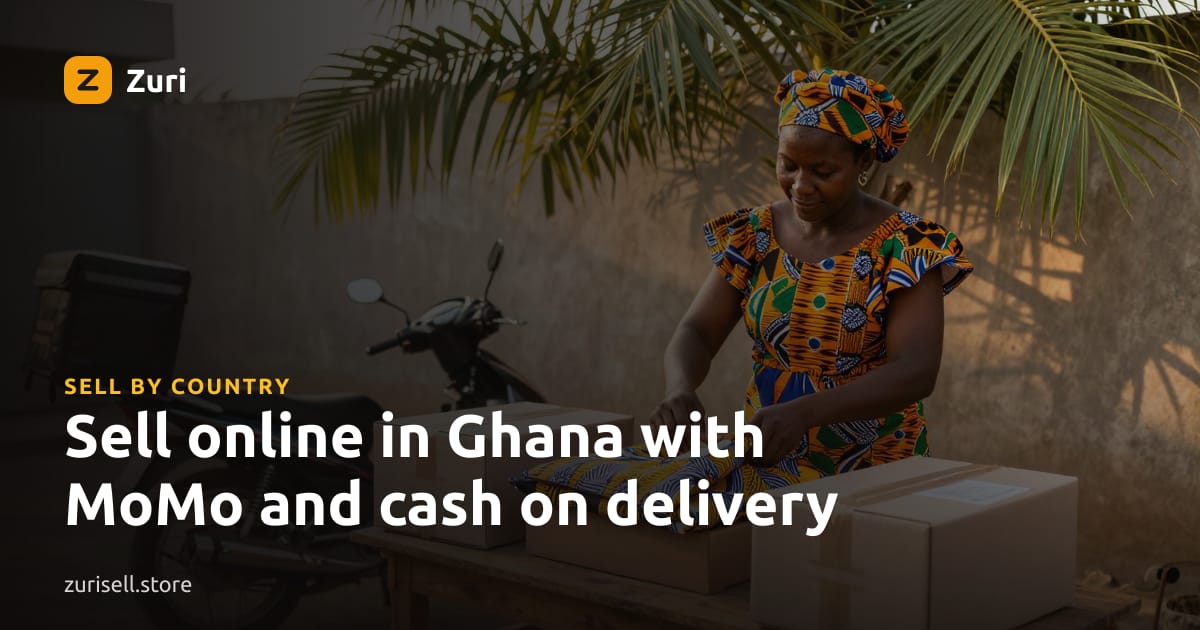 Z Zuri
SELL BY COUNTRY
Sell online in Ghana with
MoMo and cash on delivery
zurisell.store